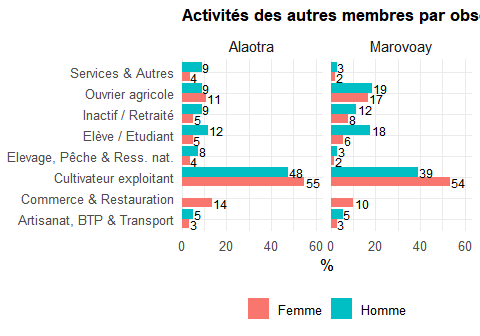 Activités des autres membres par obs
Alaotra Marovoay
Services & Autres 9 4 3 2
Ouvrier agricole 9 11 19 17
Inactif / Retraité 9 5 12 8
Elève / Etudiant 12 5 18 6
Elevage, Pêche & Ress. nat. 8 4 3 2
Cultivateur exploitant 48 55 39 54
Commerce & Restauration 14 10
Artisanat, BTP & Transport 5 3 5 3
0 20 40 60 0 20 40 60
%
Femme Homme